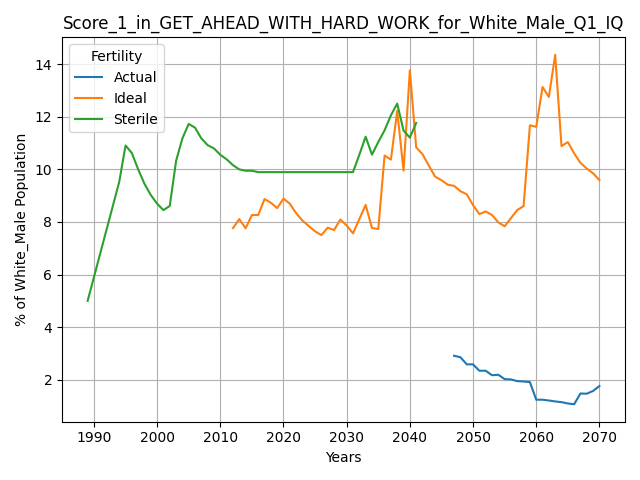 Score_1_in_GET_AHEAD_WITH_HARD_WORK_for_White_Male_Q1_IQ
Fertility
Actual
Ideal
Sterile
% of White_Male Population
14
12
10
8
6
4
2
1990 2000 2010 2020 2030 2040 2050 2060 2070
Years